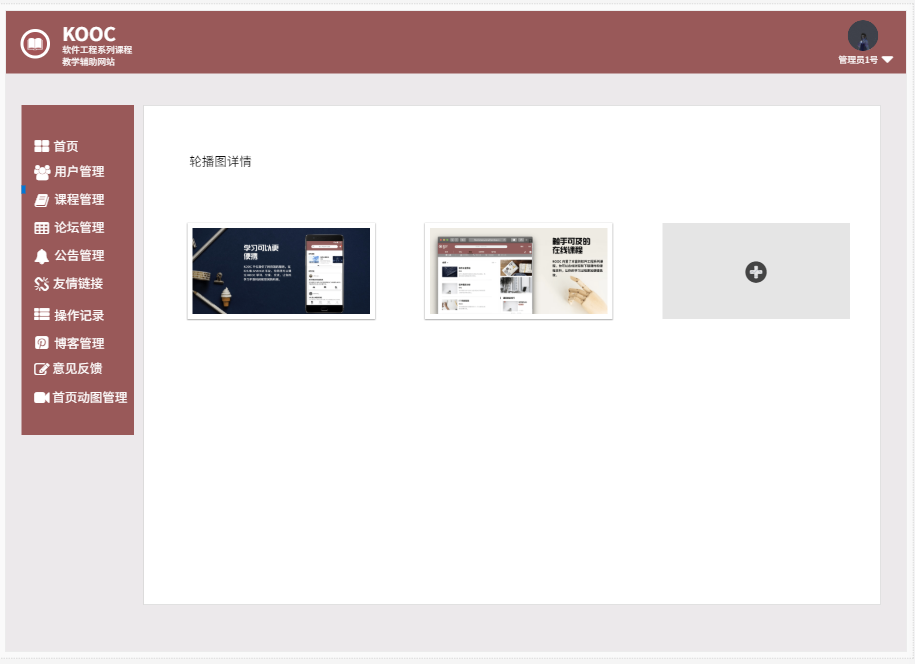 KOOC
软件工程系列课程
教学辅助网站
管理员1号
首页
用户管理
课程管理
论坛管理
公告管理
友情链接
操作记录
博客管理
意见反馈
首页动图管理
轮播图详情
学习可以更
便携
触手可及的
在线课程